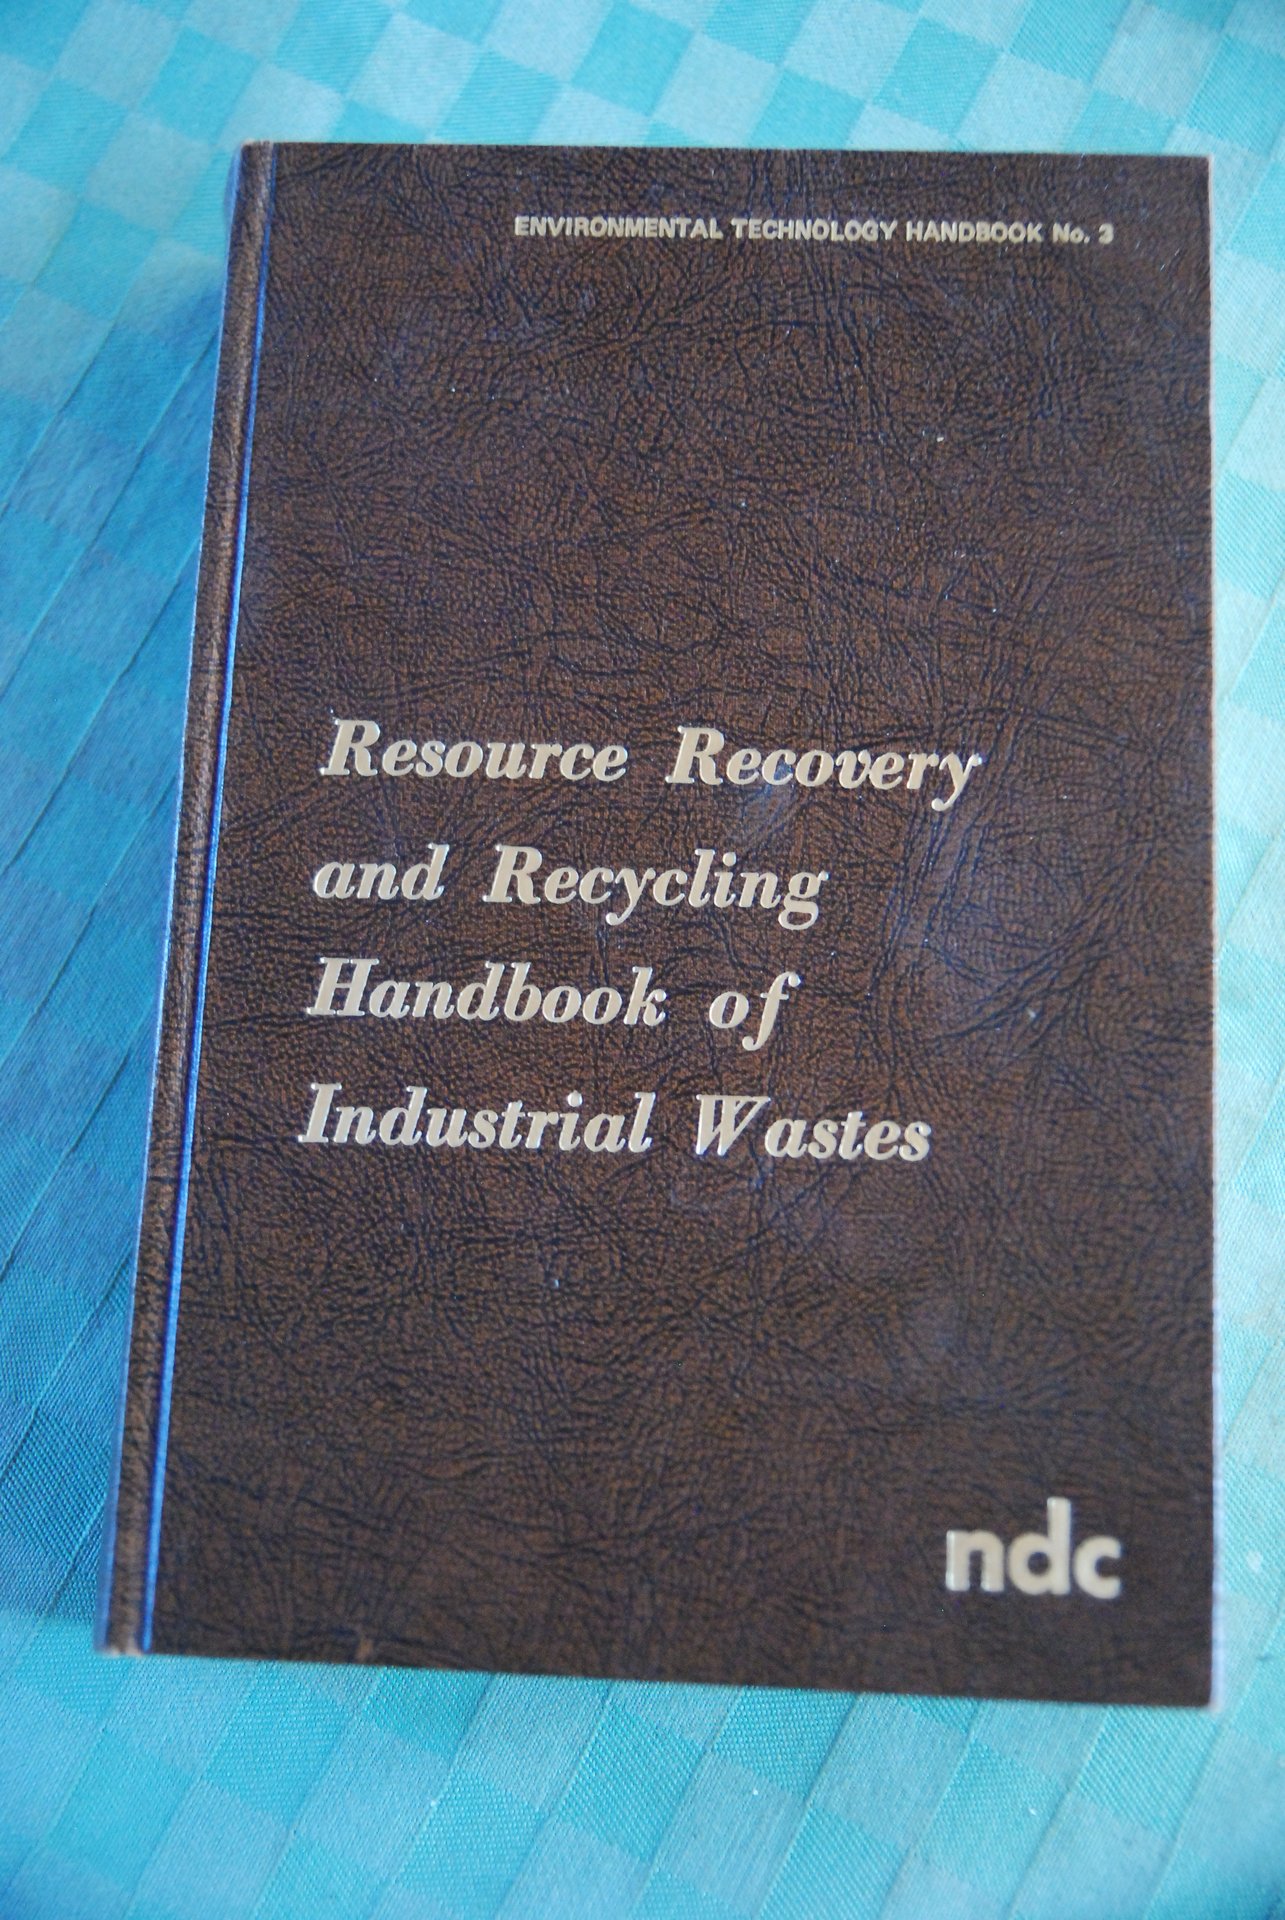 ENVIRONMENTAL TECHNOLOGY HANDBOOK No. 3
Resource Recovery
and Recycling
Handbook of
Industrial Wastes
ndc